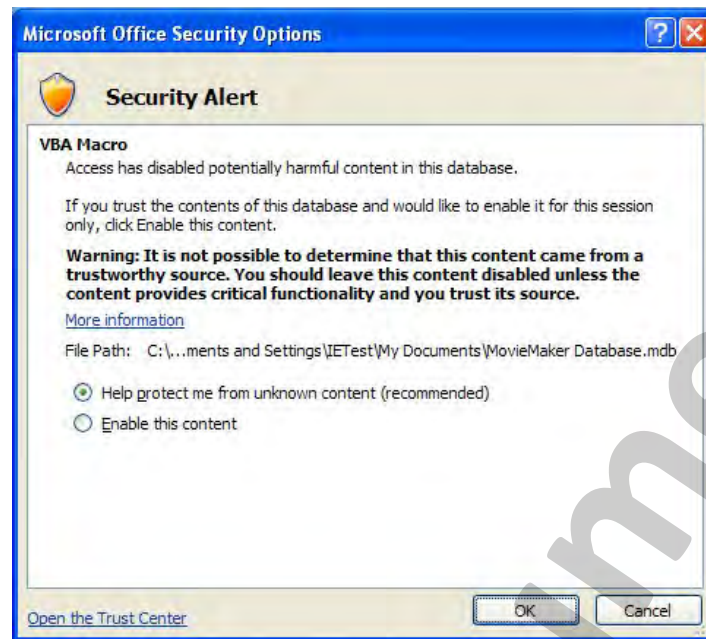 Microsoft Office Security Options
Security Alert
VBA Macro
Access has disabled potentially harmful content in this database.
If you trust the contents of this database and would like to enable it for this session
only, click Enable this content.
Warning: It is not possible to determine that this content came from a
trustworthy source. You should leave this content disabled unless the
content provides critical functionality and you trust its source.
More information
File Path: C:\...ments and Settings\IETest\My Documents\MovieMaker Database.mdb
Help protect me from unknown content (recommended)
Enable this content
Open the Trust Center
OK
Cancel